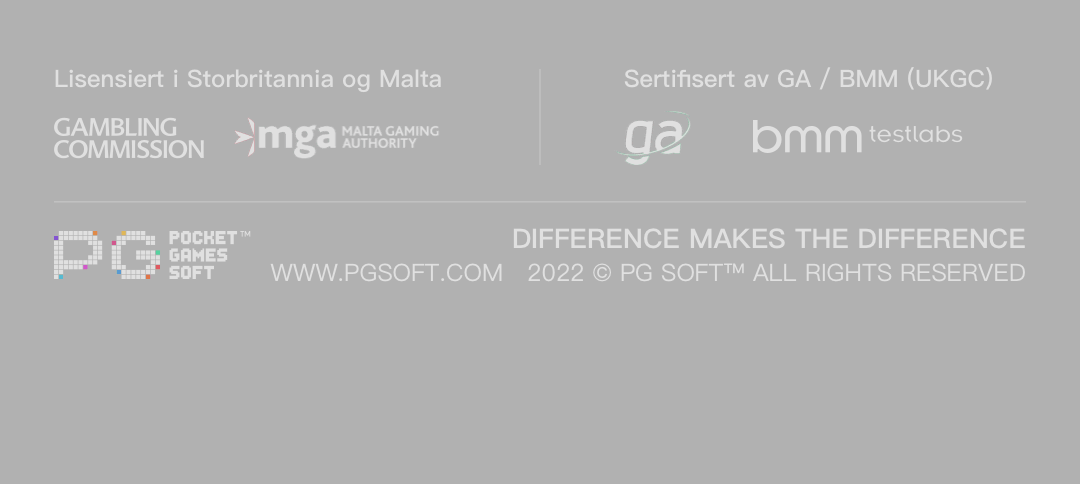 Lisensiert i Storbritannia og Malta
GAMBLING
COMMISSION
mga MALTA GAMING
AUTHORITY
Sertifisert av GA / BMM (UKGC)
ga
bmm testlabs
PG POCKET™
GAMES
SOFT
WWW.PGSOFT.COM
DIFFERENCE MAKES THE DIFFERENCE
2022 © PG SOFT™ ALL RIGHTS RESERVED